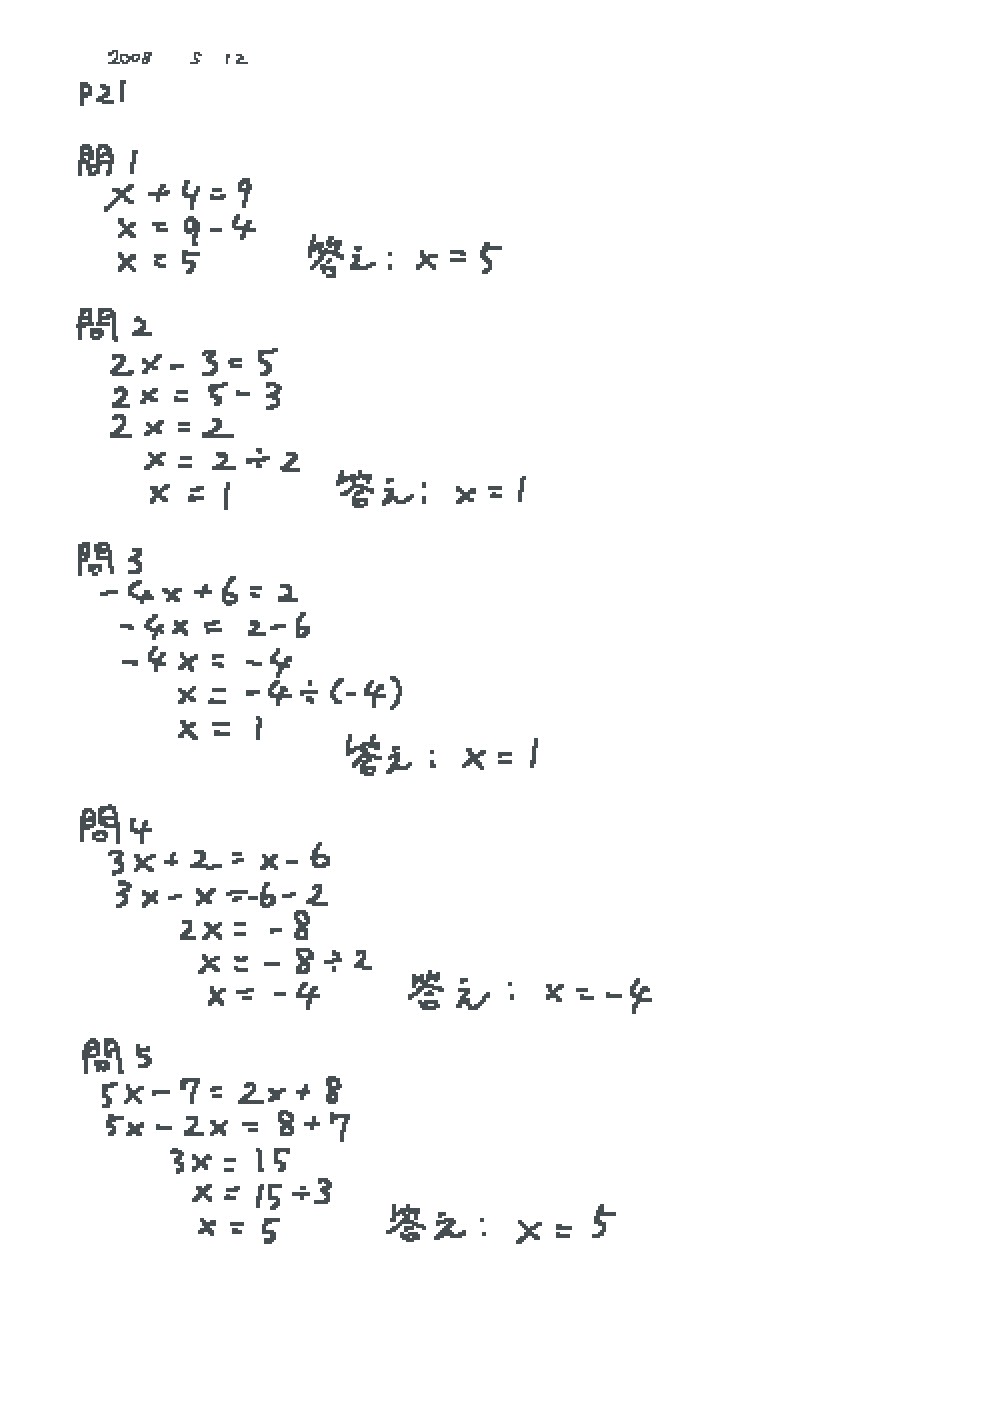 2008 5 12
P21
問1
x+4=9
x=9-4
x=5 答え: x=5
問2
2x-3=5
2x=5-3
2x=2
x=2÷2
x=1 答え: x=1
問3
-4x+6=2
-4x=2-6
-4x=-4
x=-4÷(-4)
x=1
答え: x=1
問4
3x+2=x-6
3x-x=-6-2
2x=-8
x=-8÷2
x=-4 答え: x=-4
問5
5x-7=2x+8
5x-2x=8+7
3x=15
x=15÷3
x=5 答え: x=5